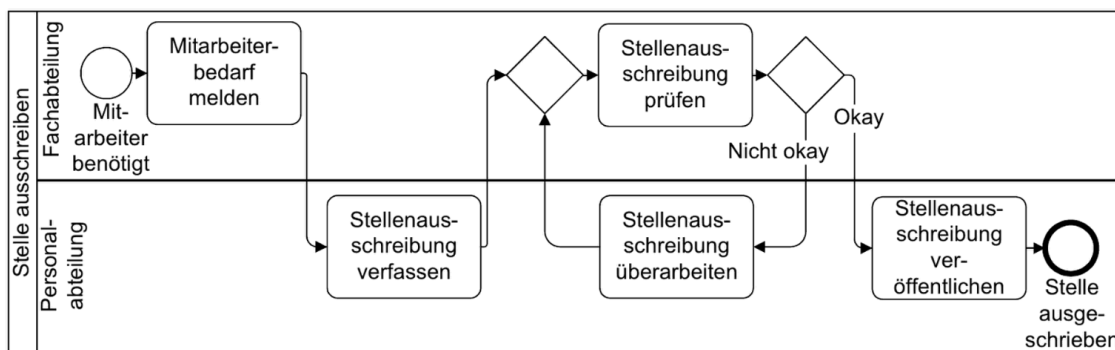 Stelle ausschreiben
Fachabteilung
Mit-
arbeiter
benötigt
Mitarbeiter-
bedarf
melden
Stellenaus-
schreibung
prüfen
Okay
Nicht okay
Personal-
abteilung
Stellenaus-
schreibung
verfassen
Stellenaus-
schreibung
überarbeiten
Stellenaus-
schreibung
ver-
öffentlichen
Stelle
ausge-
schrieben